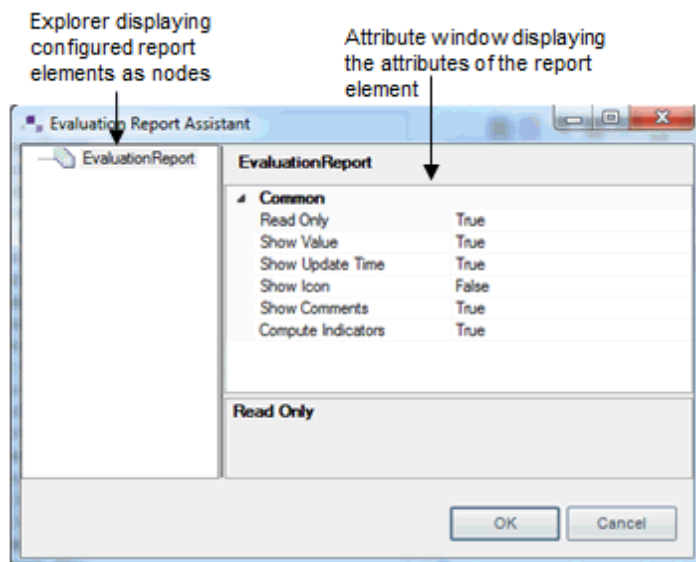 Explorer displaying
configured report
elements as nodes
Attribute window displaying
the attributes of the report
element
Evaluation Report Assistant
EvaluationReport
EvaluationReport
Common
Read Only True
Show Value True
Show Update Time True
Show Icon False
Show Comments True
Compute Indicators True
Read Only
OK
Cancel